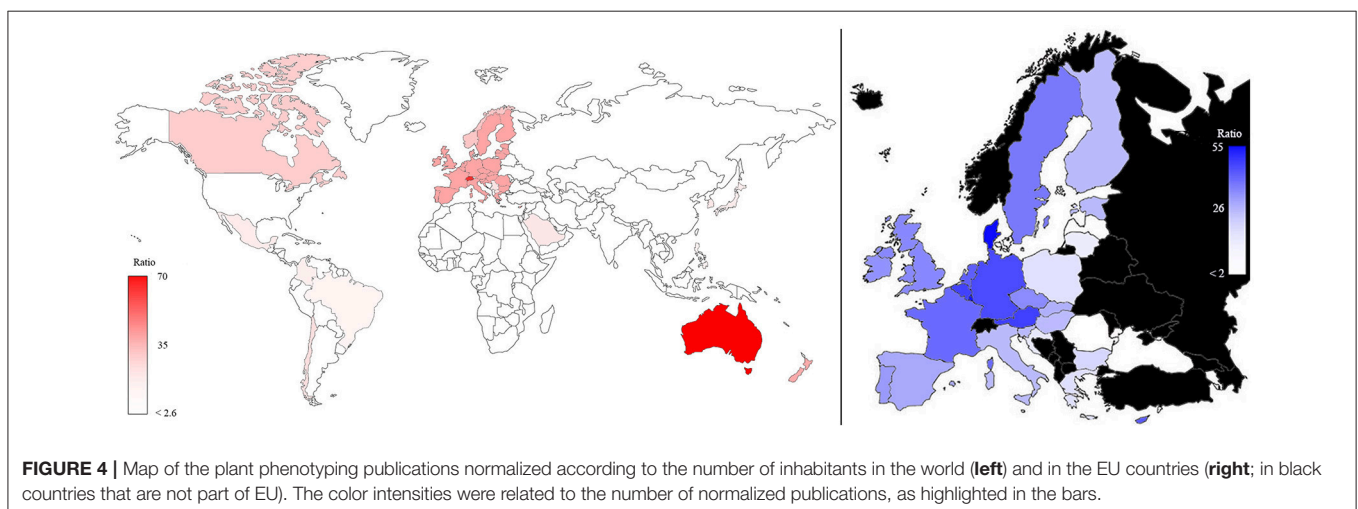 Ratio
70
35
< 2.6
Ratio
55
26
< 2
FIGURE 4 | Map of the plant phenotyping publications normalized according to the number of inhabitants in the world (left) and in the EU countries (right; in black
countries that are not part of EU). The color intensities were related to the number of normalized publications, as highlighted in the bars.